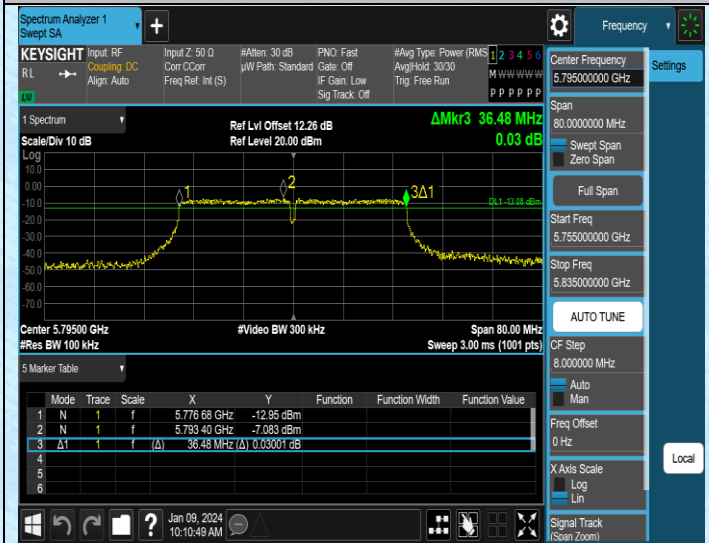 Spectrum Analyzer 1
Swept SA
Frequency
KEYSIGHT
RL
Input: RF
Coupling: DC
Align: Auto
Input Z: 50 Ω
Corr CCorr
Freq Ref: Int (S)
#Atten: 30 dB
µW Path: Standard
PNO: Fast
Gate: Off
IF Gain: Low
Sig Track: Off
#Avg Type: Power (RMS
Avg|Hold: 30/30
Trig: Free Run
1 2 3 4 5 6
M W W W W W
P P P P P P
LU
1 Spectrum
Scale/Div 10 dB
Ref Lvl Offset 12.26 dB
Ref Level 20.00 dBm
ΔMkr3 36.48 MHz
0.03 dB
Log
10.0
0.00
-10.0
-20.0
-30.0
-40.0
-50.0
-60.0
-70.0
1
2
3Δ1
DL1 -13.08 dBm
Center 5.79500 GHz
#Res BW 100 kHz
#Video BW 300 kHz
Span 80.00 MHz
Sweep 3.00 ms (1001 pts)
5 Marker Table
Mode Trace Scale X Y Function Function Width Function Value
1 N 1 f 5.776 68 GHz -12.95 dBm
2 N 1 f 5.793 40 GHz -7.083 dBm
3 Δ1 1 f (Δ) 36.48 MHz (Δ) 0.03001 dB
4
5
6
Jan 09, 2024
10:10:49 AM
Center Frequency
5.795000000 GHz
Span
80.0000000 MHz
Swept Span
Zero Span
Full Span
Start Freq
5.755000000 GHz
Stop Freq
5.835000000 GHz
AUTO TUNE
CF Step
8.000000 MHz
Auto
Man
Freq Offset
0 Hz
X Axis Scale
Log
Lin
Signal Track
(Span Zoom)
Settings
Local